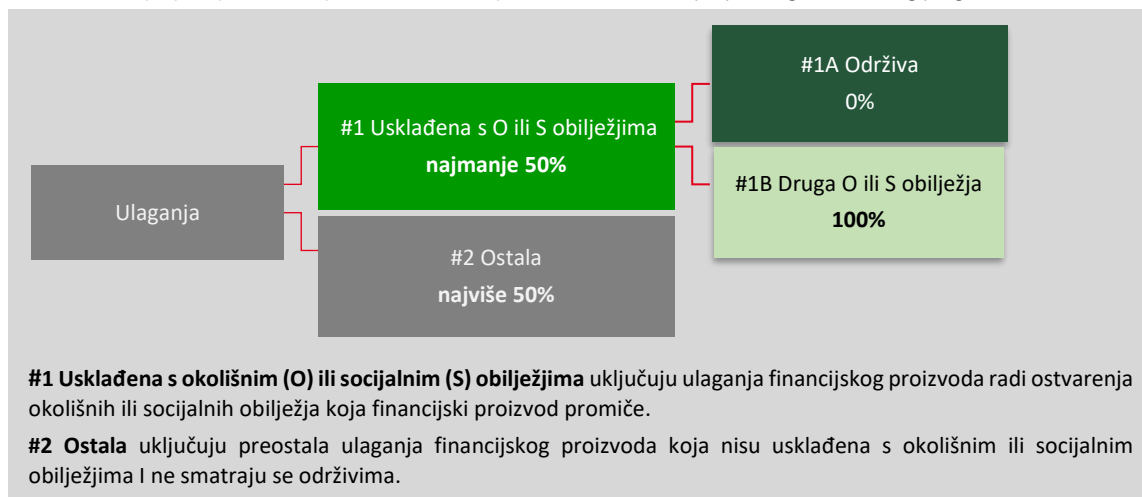 #1A Održiva
0%
#1 Usklađena s O ili S obilježjima
najmanje 50%
#1B Druga O ili S obilježja
100%
Ulaganja
#2 Ostala
najviše 50%
#1 Usklađena s okolišnim (O) ili socijalnim (S) obilježjima uključuju ulaganja financijskog proizvoda radi ostvarenja
okolišnih ili socijalnih obilježja koja financijski proizvod promiče.
#2 Ostala uključuju preostala ulaganja financijskog proizvoda koja nisu usklađena s okolišnim ili socijalnim
obilježjima I ne smatraju se održivima.